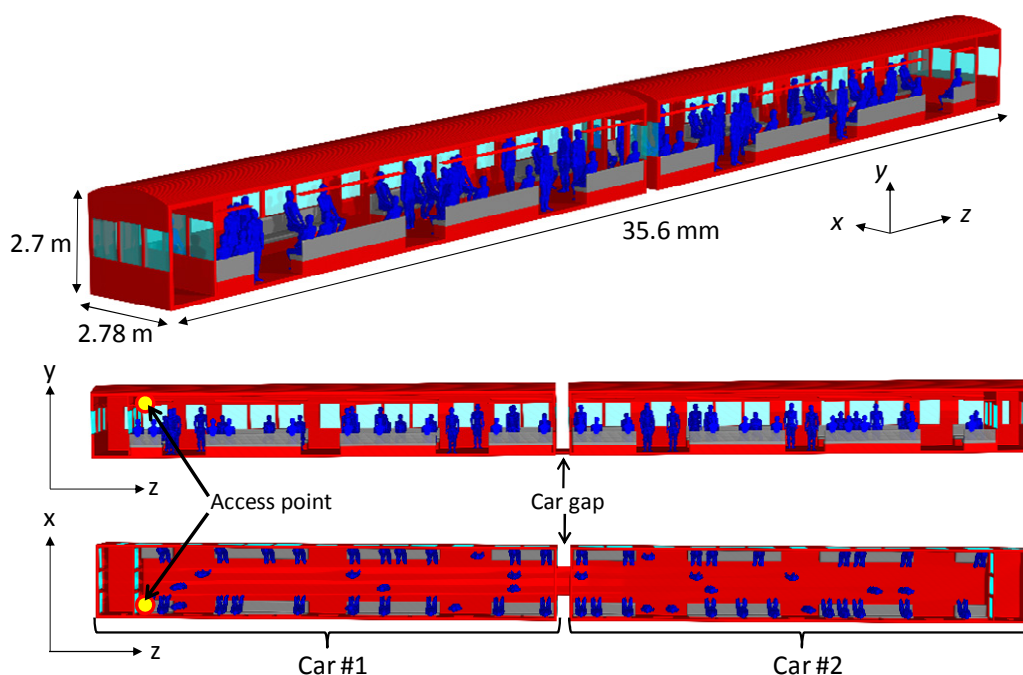 y
x
z
2.7 m
35.6 mm
2.78 m
y
z
Access point
Car gap
x
z
Car #1
Car #2